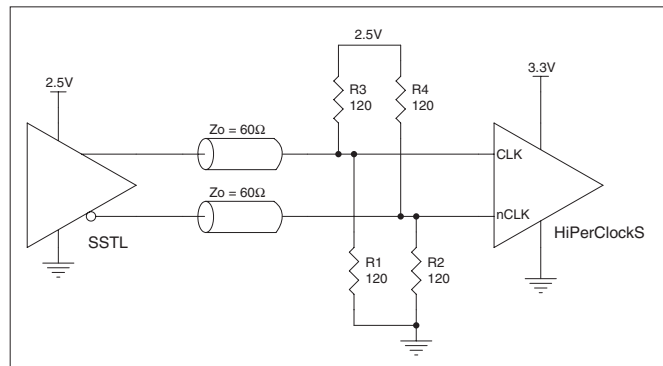 2.5V
3.3V
2.5V
R3
120
R4
120
Zo = 60Ω
CLK
Zo = 60Ω
nCLK
SSTL
HiPerClockS
R1
120
R2
120